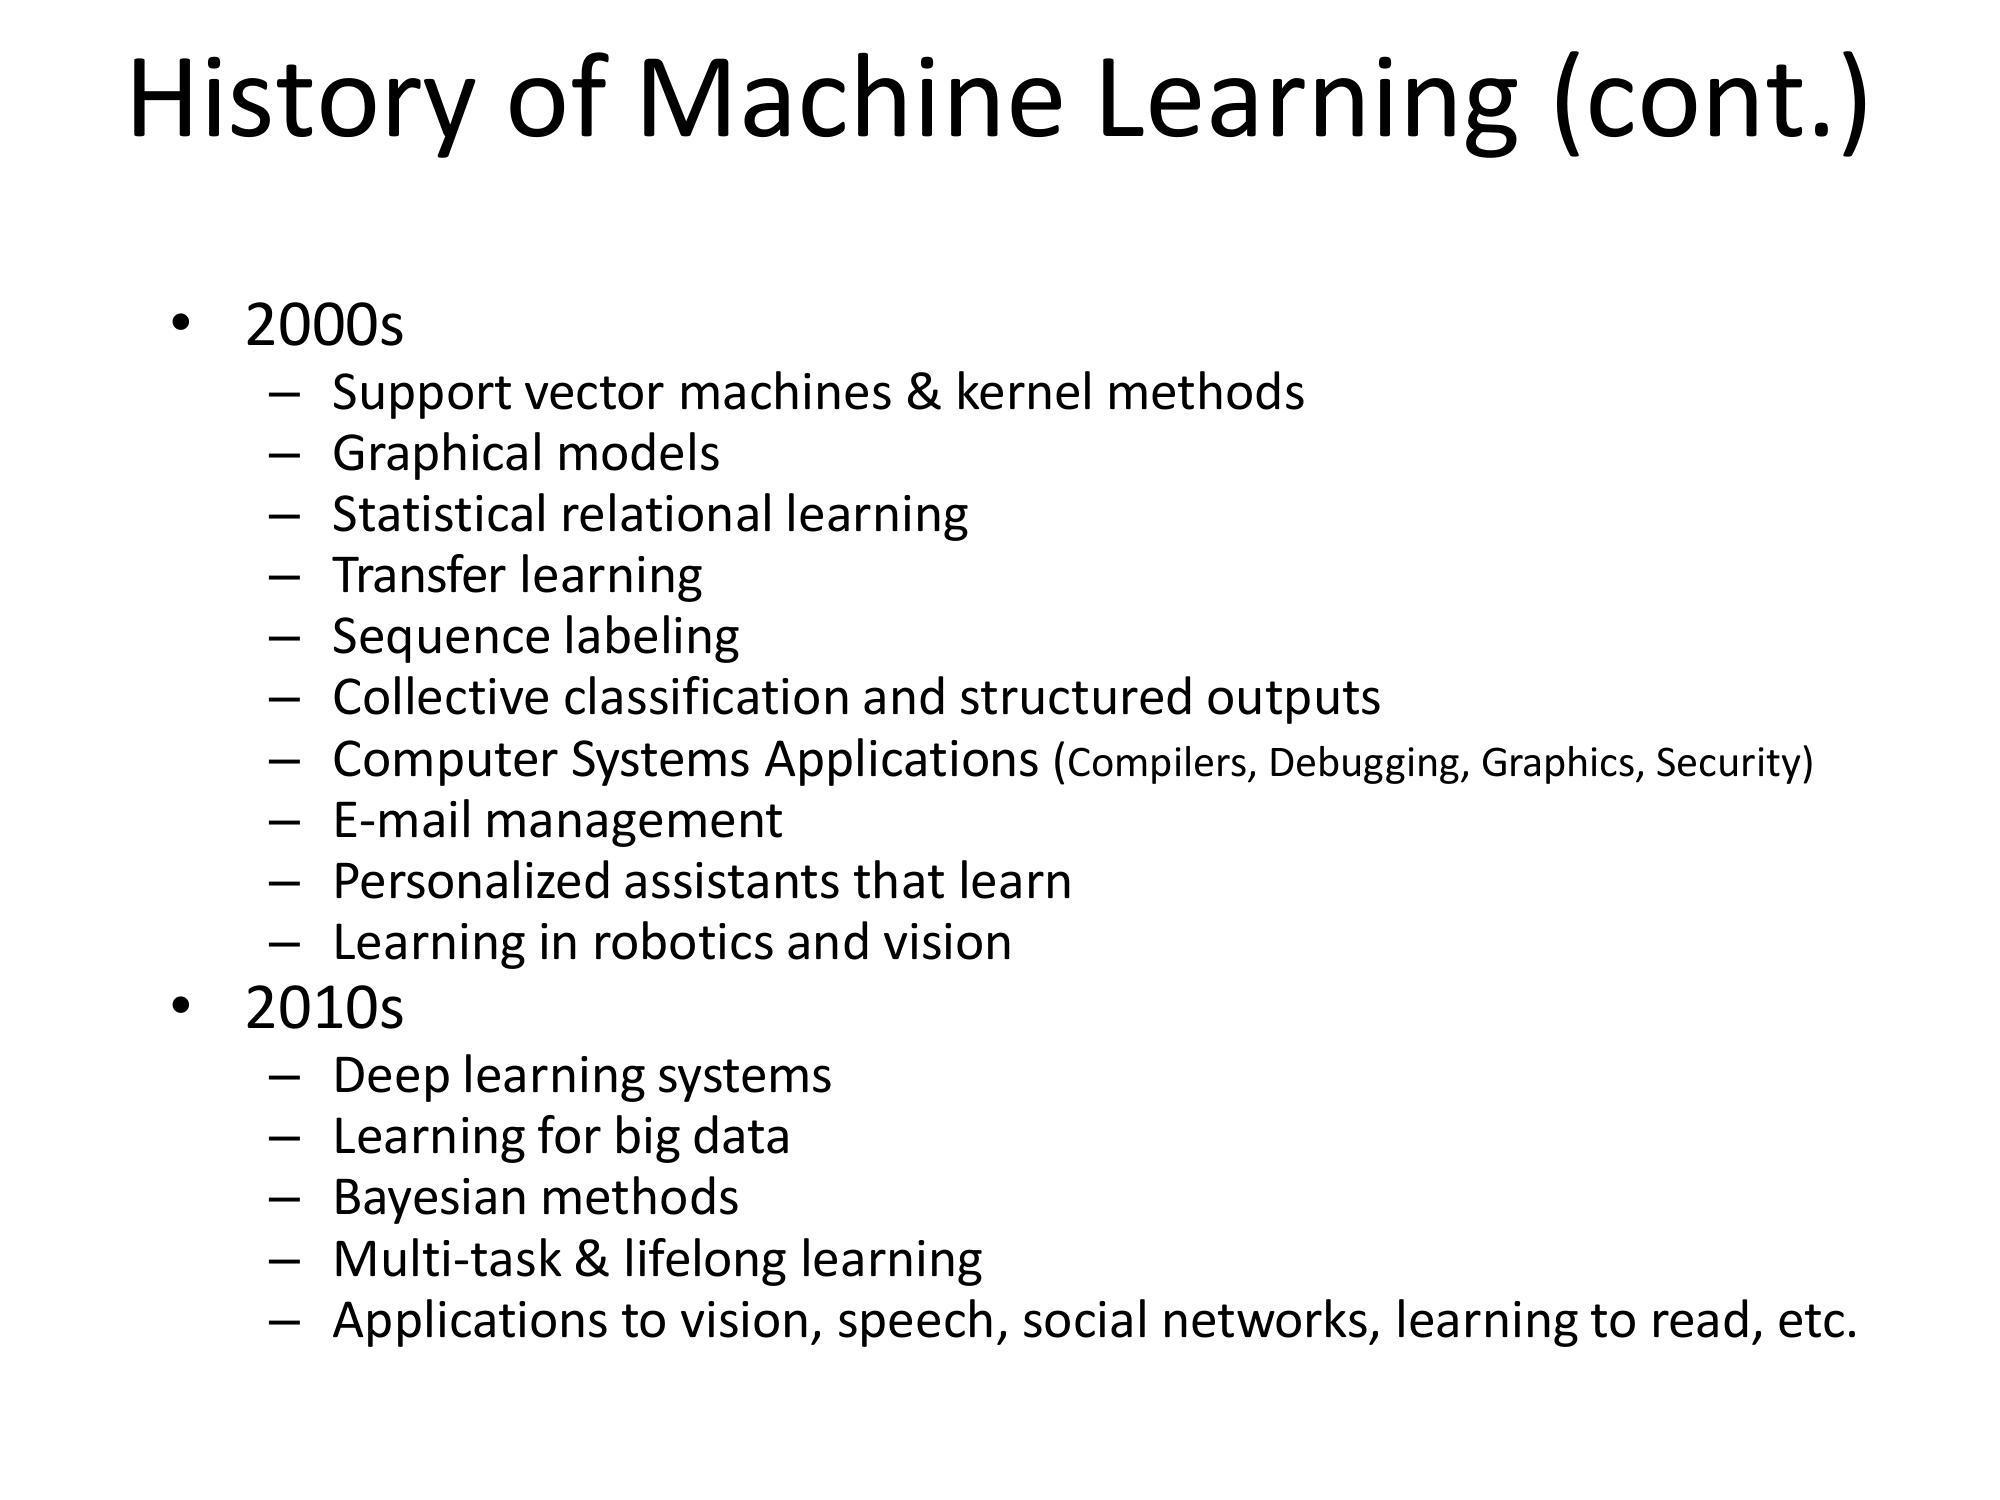 History of Machine Learning (cont.)
• 2000s
– Support vector machines & kernel methods
– Graphical models
– Statistical relational learning
– Transfer learning
– Sequence labeling
– Collective classification and structured outputs
– Computer Systems Applications (Compilers, Debugging, Graphics, Security)
– E-mail management
– Personalized assistants that learn
– Learning in robotics and vision
• 2010s
– Deep learning systems
– Learning for big data
– Bayesian methods
– Multi-task & lifelong learning
– Applications to vision, speech, social networks, learning to read, etc.